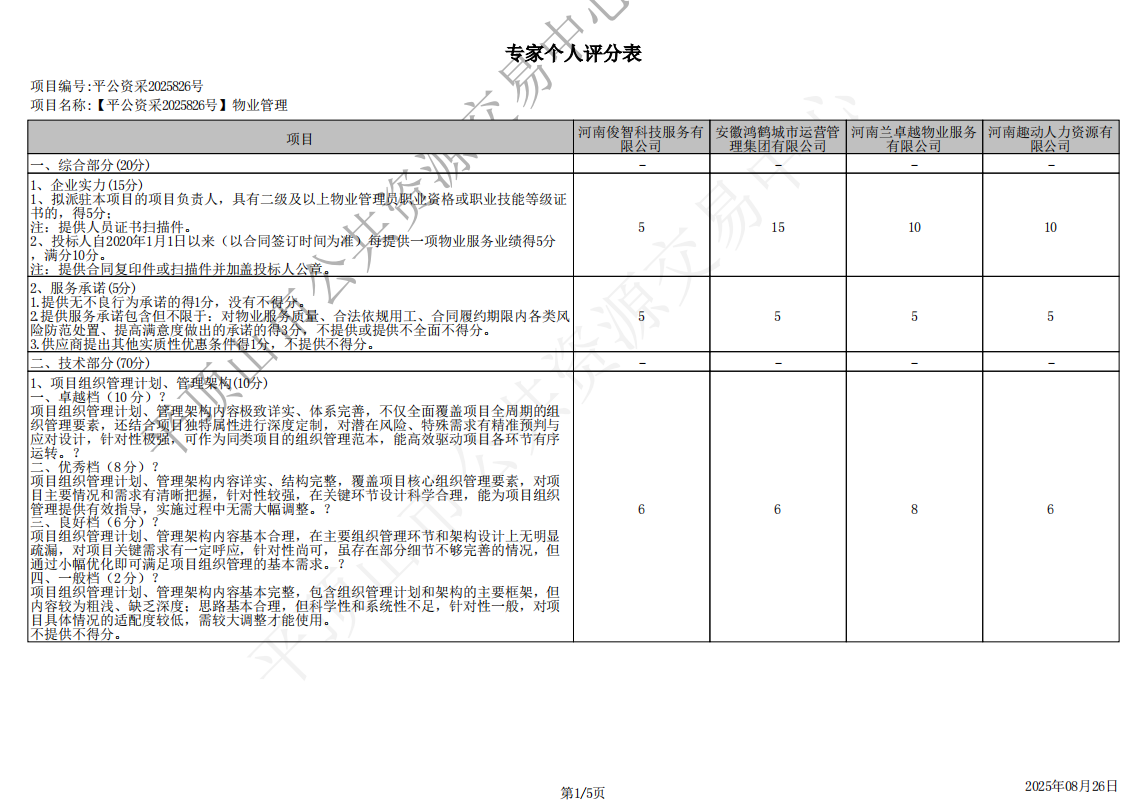 专家个人评分表
项目编号:平公资采2025826号
项目名称:【平公资采2025826号】物业管理
项目
河南俊智科技服务有
限公司
安徽鸿鹤城市运营管
理集团有限公司
河南兰卓越物业服务
有限公司
河南趣动人力资源有
限公司
一、综合部分(20分)
－ － － －
1、企业实力(15分)
1、拟派驻本项目的项目负责人，具有二级及以上物业管理员职业资格或职业技能等级证
书的，得5分；
注：提供人员证书扫描件。
2、投标人自2020年1月1日以来（以合同签订时间为准）每提供一项物业服务业绩得5分
，满分10分。
注：提供合同复印件或扫描件并加盖投标人公章。
5 15 10 10
2、服务承诺(5分)
1.提供无不良行为承诺的得1分，没有不得分。
2.提供服务承诺包含但不限于：对物业服务质量、合法依规用工、合同履约期限内各类风
险防范处置、提高满意度做出的承诺的得3分，不提供或提供不全面不得分。
3.供应商提出其他实质性优惠条件得1分，不提供不得分。
5 5 5 5
二、技术部分(70分)
－ － － －
1、项目组织管理计划、管理架构(10分)
一、卓越档（10 分）？
项目组织管理计划、管理架构内容极致详实、体系完善，不仅全面覆盖项目全周期的组
织管理要素，还结合项目独特属性进行深度定制，对潜在风险、特殊需求有精准预判与
应对设计，针对性极强，可作为同类项目的组织管理范本，能高效驱动项目各环节有序
运转。？
二、优秀档（8 分）？
项目组织管理计划、管理架构内容详实、结构完整，覆盖项目核心组织管理要素，对项
目主要情况和需求有清晰把握，针对性较强，在关键环节设计科学合理，能为项目组织
管理提供有效指导，实施过程中无需大幅调整。？
三、良好档（6 分）？
项目组织管理计划、管理架构内容基本合理，在主要组织管理环节和架构设计上无明显
疏漏，对项目关键需求有一定呼应，针对性尚可，虽存在部分细节不够完善的情况，但
通过小幅优化即可满足项目组织管理的基本需求。？
四、一般档（2 分）？
项目组织管理计划、管理架构内容基本完整，包含组织管理计划和架构的主要框架，但
内容较为粗浅、缺乏深度；思路基本合理，但科学性和系统性不足，针对性一般，对项
目具体情况的适配度较低，需较大调整才能使用。
不提供不得分。
6 6 8 6
平顶山市公共资源交易中心
平顶山市公共资源交易中心
第1/5页
2025年08月26日